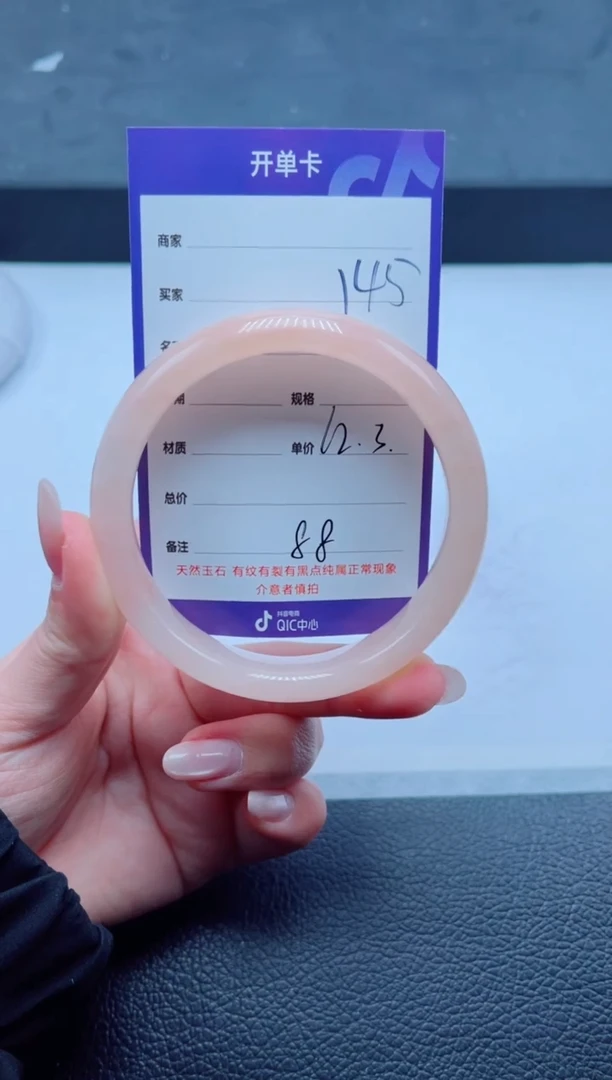 开单卡
商家
买家 145
规格
材质 单价 62.3.
总价
备注 88
天然玉石 有纹有裂有黑点纯属正常现象
介意者慎拍
抖音电商
QIC中心